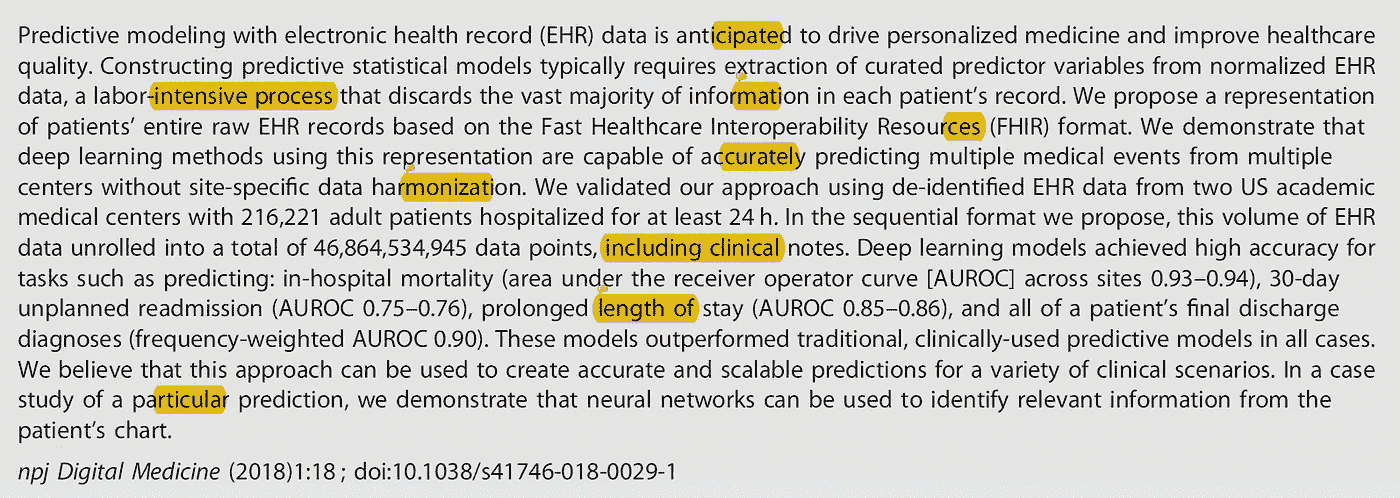 Predictive modeling with electronic health record (EHR) data is anticipated to drive personalized medicine and improve healthcare
quality. Constructing predictive statistical models typically requires extraction of curated predictor variables from normalized EHR
data, a labor-intensive process that discards the vast majority of information in each patient's record. We propose a representation
of patients' entire raw EHR records based on the Fast Healthcare Interoperability Resources (FHIR) format. We demonstrate that
deep learning methods using this representation are capable of accurately predicting multiple medical events from multiple
centers without site-specific data harmonization. We validated our approach using de-identified EHR data from two US academic
medical centers with 216,221 adult patients hospitalized for at least 24 h. In the sequential format we propose, this volume of EHR
data unrolled into a total of 46,864,534,945 data points, including clinical notes. Deep learning models achieved high accuracy for
tasks such as predicting: in-hospital mortality (area under the receiver operator curve [AUROC] across sites 0.93–0.94), 30-day
unplanned readmission (AUROC 0.75–0.76), prolonged length of stay (AUROC 0.85–0.86), and all of a patient's final discharge
diagnoses (frequency-weighted AUROC 0.90). These models outperformed traditional, clinically-used predictive models in all cases.
We believe that this approach can be used to create accurate and scalable predictions for a variety of clinical scenarios. In a case
study of a particular prediction, we demonstrate that neural networks can be used to identify relevant information from the
patient's chart.
npj Digital Medicine (2018)1:18 ; doi:10.1038/s41746-018-0029-1